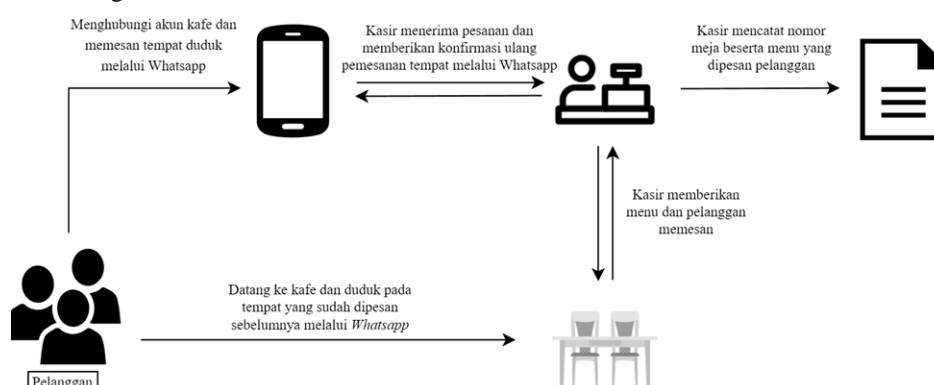 Menghubungi akun kafe dan
memesan tempat duduk
melalui Whatsapp
Kasir menerima pesanan dan
memberikan konfirmasi ulang
pemesanan tempat melalui Whatsapp
Kasir mencatat nomor
meja beserta menu yang
dipesan pelanggan
Kasir memberikan
menu dan pelanggan
memesan
Datang ke kafe dan duduk pada
tempat yang sudah dipesan
sebelumnya melalui Whatsapp
Pelanggan